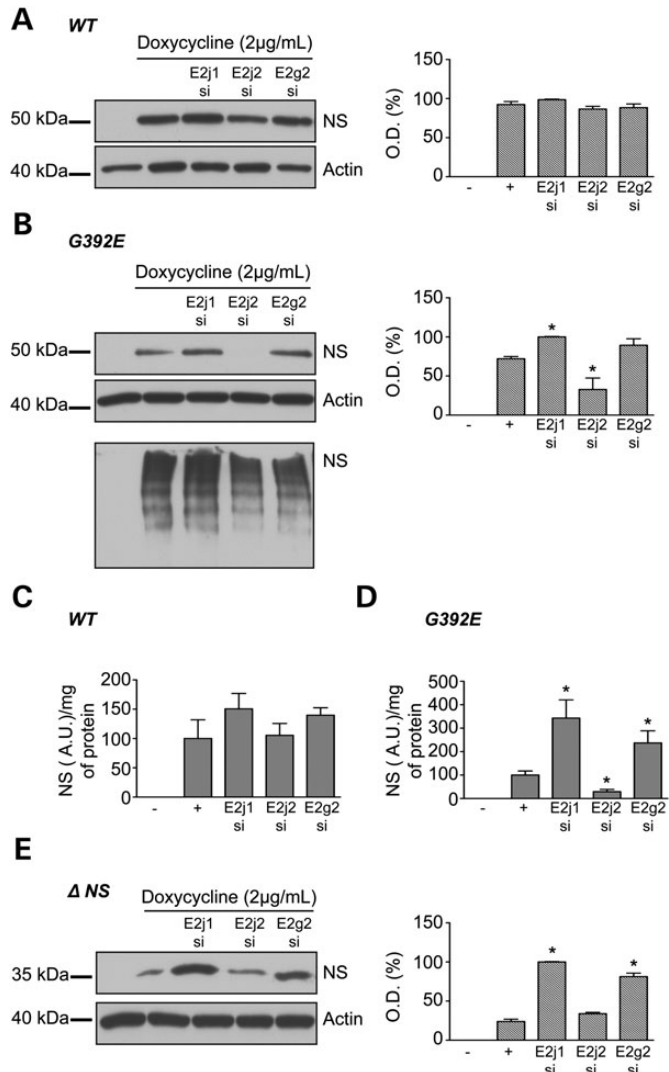 A WT
Doxycycline (2µg/mL)
E2j1 E2j2 E2g2
si si si
50 kDa NS
40 kDa Actin
150
100
50
0
O.D. (%)
- + E2j1 E2j2 E2g2
si si si
B G392E
Doxycycline (2µg/mL)
E2j1 E2j2 E2g2
si si si
50 kDa NS
40 kDa Actin
NS
150
100
50
0
O.D. (%)
* *
- + E2j1 E2j2 E2g2
si si si
C WT
200
150
100
50
0
NS ( A.U.)/mg
of protein
- + E2j1 E2j2 E2g2
si si si
D G392E
500
400
300
200
100
0
NS ( A.U.)/mg
of protein
* * *
- + E2j1 E2j2 E2g2
si si si
E Δ NS
Doxycycline (2µg/mL)
E2j1 E2j2 E2g2
si si si
35 kDa NS
40 kDa Actin
150
100
50
0
O.D. (%)
* *
- + E2j1 E2j2 E2g2
si si si